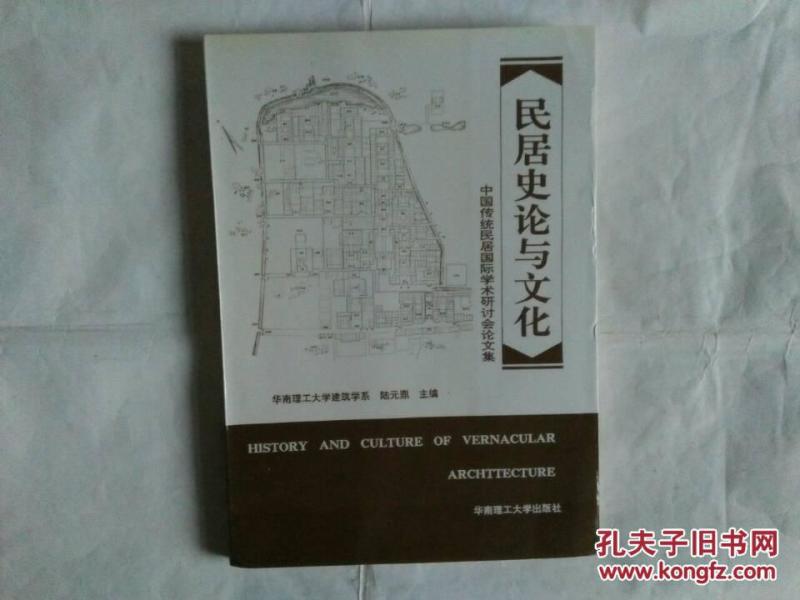 民居史论与文化
中国传统民居国际学术研讨会论文集
华南理工大学建筑学系 陆元鼎 主编
HISTORY AND CULTURE OF VERNACULAR
ARCHTTECTURE
华南理工大学出版社
孔夫子旧书网
www.kongfz.com